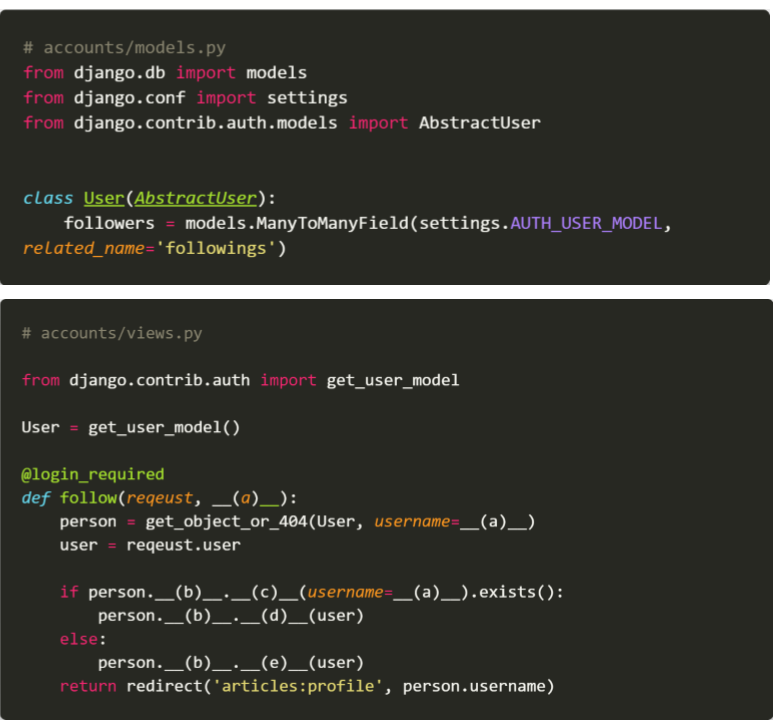 # accounts/models.py
from django.db import models
from django.conf import settings
from django.contrib.auth.models import AbstractUser
class User(AbstractUser):
    followers = models.ManyToManyField(settings.AUTH_USER_MODEL,
related_name='followings')
# accounts/views.py
from django.contrib.auth import get_user_model
User = get_user_model()
@login_required
def follow(reqeust, __(a)__):
    person = get_object_or_404(User, username=__(a)__)
    user = reqeust.user
    if person.__(b)__.__(c)__(username=__(a)__).exists():
        person.__(b)__.__(d)__(user)
    else:
        person.__(b)__.__(e)__(user)
    return redirect('articles:profile', person.username)